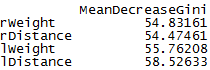 MeanDecreaseGini
rWeight 54.83161
rDistance 54.47461
lWeight 55.76208
lDistance 58.52633